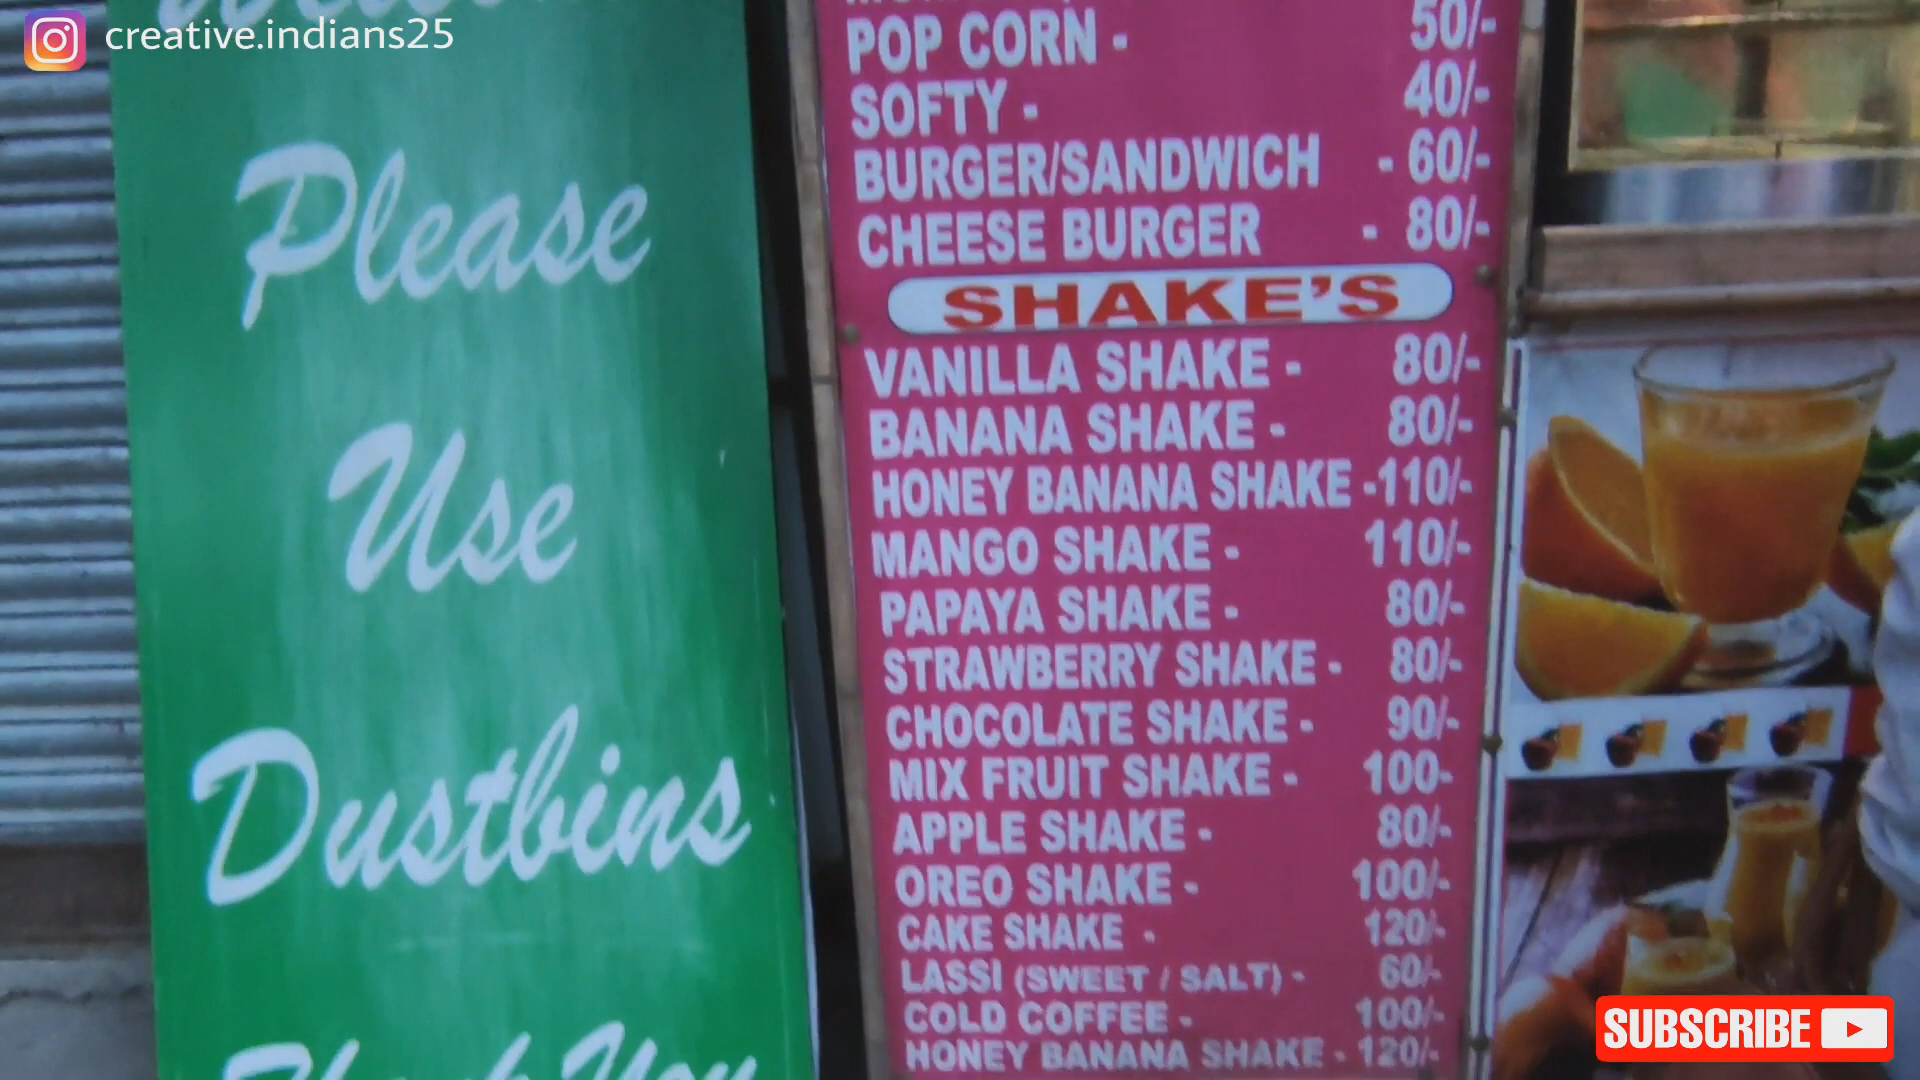 creative.indians25
Please
Use
Dustbins
Thank You
POP CORN - 50/-
SOFTY - 40/-
BURGER/SANDWICH - 60/-
CHEESE BURGER - 80/-
SHAKE'S
VANILLA SHAKE - 80/-
BANANA SHAKE - 80/-
HONEY BANANA SHAKE -110/-
MANGO SHAKE - 110/-
PAPAYA SHAKE - 80/-
STRAWBERRY SHAKE - 80/-
CHOCOLATE SHAKE - 90/-
MIX FRUIT SHAKE - 100-
APPLE SHAKE - 80/-
OREO SHAKE - 100/-
CAKE SHAKE - 120/-
LASSI (SWEET / SALT) - 60/-
COLD COFFEE - 100/-
HONEY BANANA SHAKE - 120/-
SUBSCRIBE